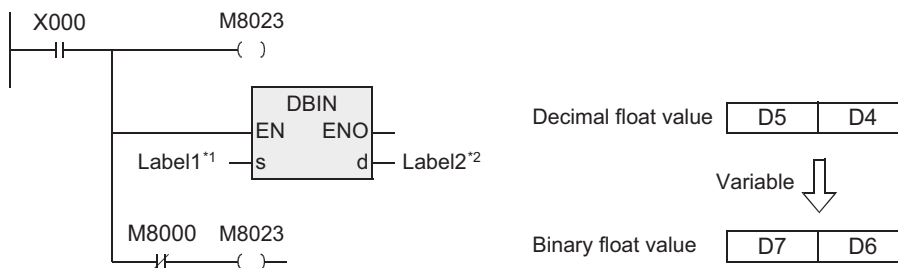 X000 M8023
DBIN
EN ENO
Label1*1 s d Label2*2
M8000 M8023
Decimal float value D5 D4
Variable
Binary float value D7 D6